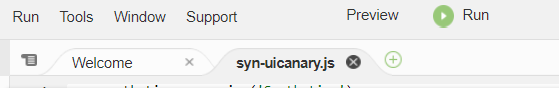 Run Tools Window Support Preview Run
Welcome syn-uicanary.js